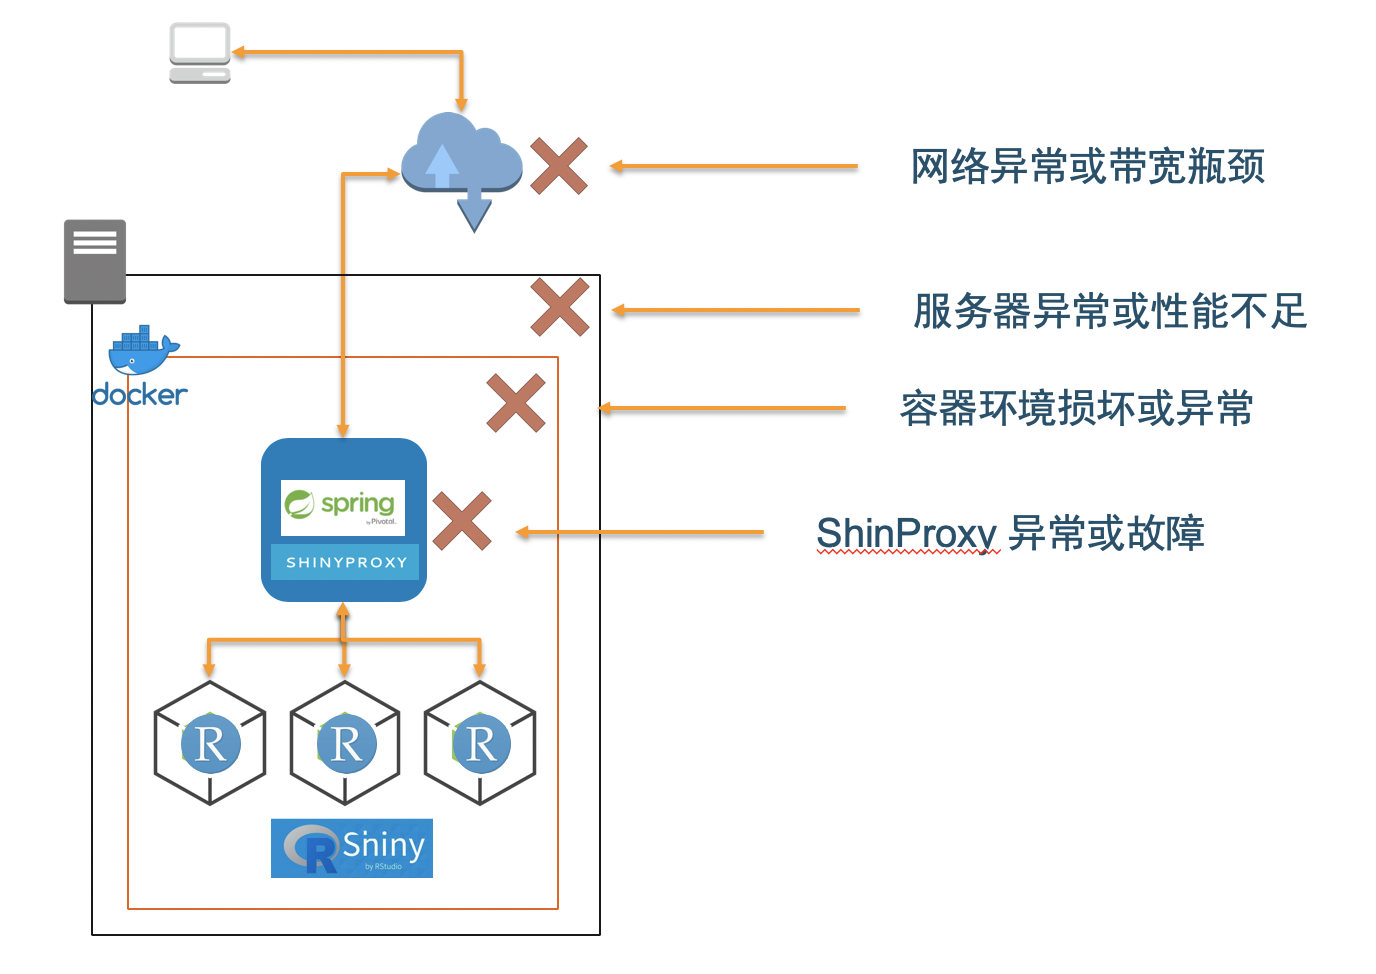 网络异常或带宽瓶颈
服务器异常或性能不足
docker
容器环境损坏或异常
spring
by Pivotal.
ShinProxy 异常或故障
SHINYPROXY
R
R
R
R Shiny
by RStudio